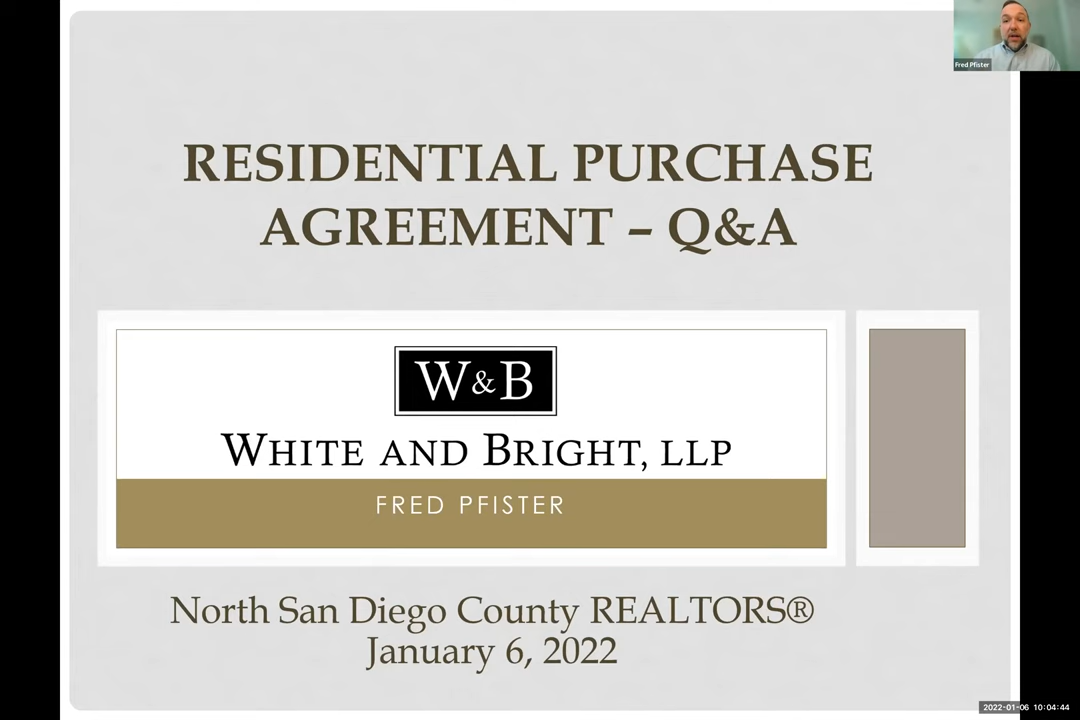 Fred Pfister
RESIDENTIAL PURCHASE
AGREEMENT – Q&A
W&B
WHITE AND BRIGHT, LLP
FRED PFISTER
North San Diego County REALTORS®
January 6, 2022
2022-01-06 10:04:44